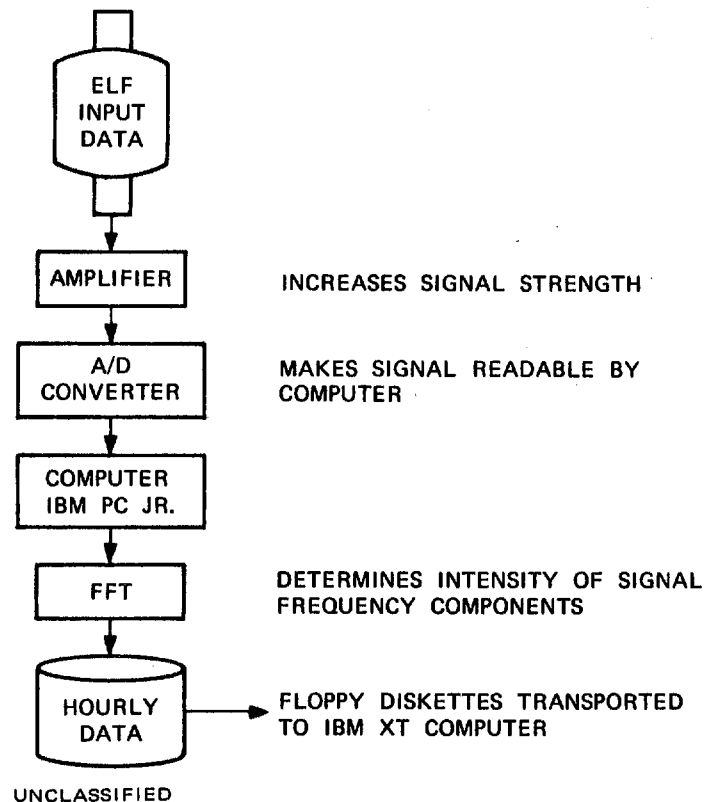 ELF
INPUT
DATA
AMPLIFIER
INCREASES SIGNAL STRENGTH
A/D
CONVERTER
MAKES SIGNAL READABLE BY
COMPUTER
COMPUTER
IBM PC JR.
FFT
DETERMINES INTENSITY OF SIGNAL
FREQUENCY COMPONENTS
HOURLY
DATA
FLOPPY DISKETTES TRANSPORTED
TO IBM XT COMPUTER
UNCLASSIFIED